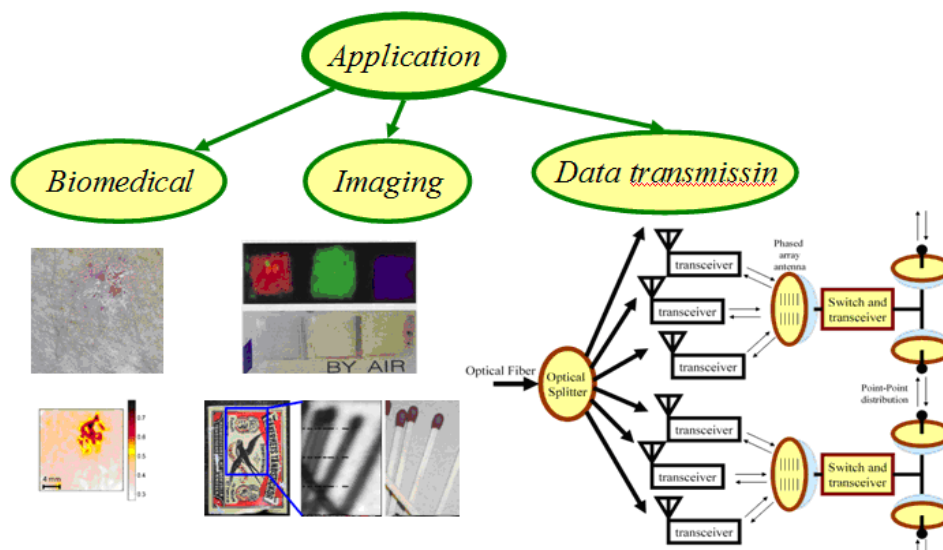 Application
Biomedical
Imaging
Data transmissin
BY AIR
0.7
0.6
0.5
0.4
0.3
4 mm
Optical Fiber
Optical
Splitter
transceiver
transceiver
transceiver
transceiver
transceiver
transceiver
Phased
array
antenna
Switch and
transceiver
Point-Point
distribution
Switch and
transceiver